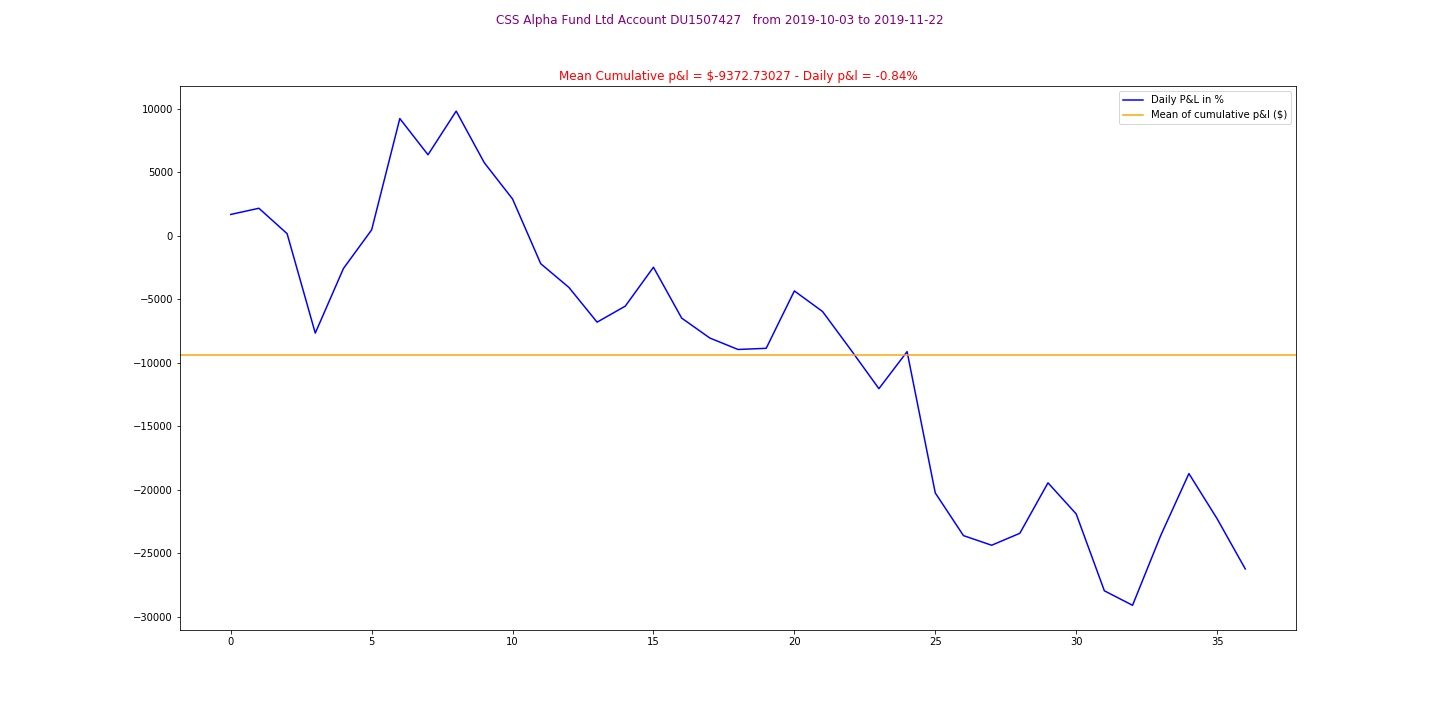 CSS Alpha Fund Ltd Account DU1507427   from 2019-10-03 to 2019-11-22
Mean Cumulative p&l = $-9372.73027 - Daily p&l = -0.84%
Daily P&L in %
Mean of cumulative p&l ($)
10000
5000
0
−5000
−10000
−15000
−20000
−25000
−30000
0 5 10 15 20 25 30 35